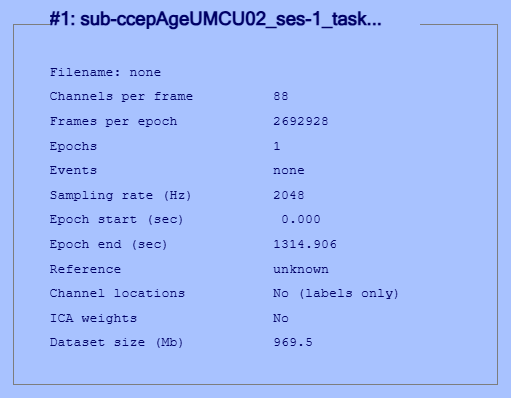 #1: sub-ccepAgeUMCU02_ses-1_task...
Filename: none
Channels per frame 88
Frames per epoch 2692928
Epochs 1
Events none
Sampling rate (Hz) 2048
Epoch start (sec) 0.000
Epoch end (sec) 1314.906
Reference unknown
Channel locations No (labels only)
ICA weights No
Dataset size (Mb) 969.5